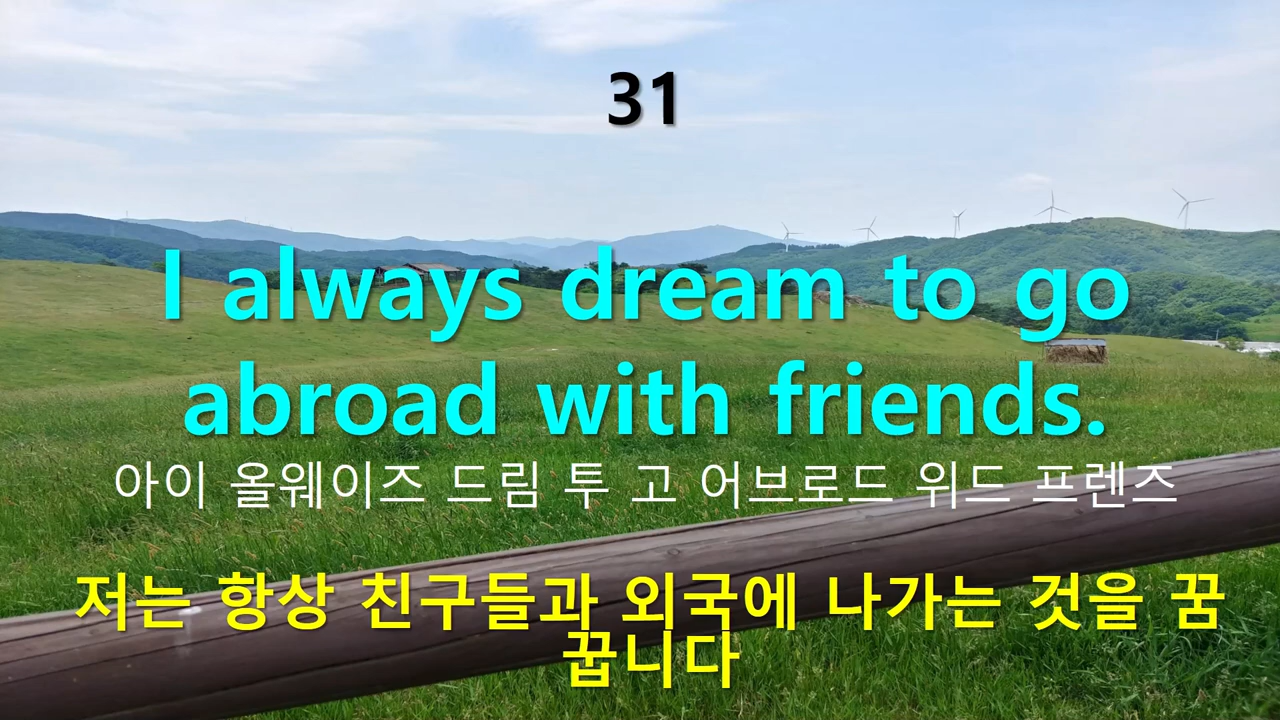 31
I always dream to go
abroad with friends.
아이 올웨이즈 드림 투 고 어브로드 위드 프렌즈
저는 항상 친구들과 외국에 나가는 것을 꿈
꿉니다